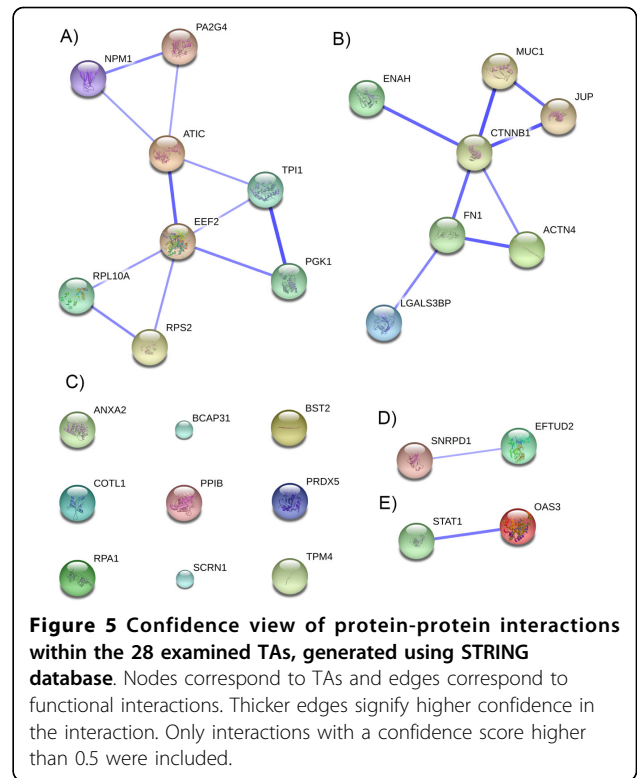 A)
PA2G4
NPM1
ATIC
TPI1
EEF2
PGK1
RPL10A
RPS2
B)
MUC1
ENAH
JUP
CTNNB1
FN1
ACTN4
LGALS3BP
C)
ANXA2
BCAP31
BST2
COTL1
PPIB
PRDX5
RPA1
SCRN1
TPM4
D)
SNRPD1
EFTUD2
E)
STAT1
OAS3
Figure 5 Confidence view of protein-protein interactions
within the 28 examined TAs, generated using STRING
database. Nodes correspond to TAs and edges correspond to
functional interactions. Thicker edges signify higher confidence in
the interaction. Only interactions with a confidence score higher
than 0.5 were included.